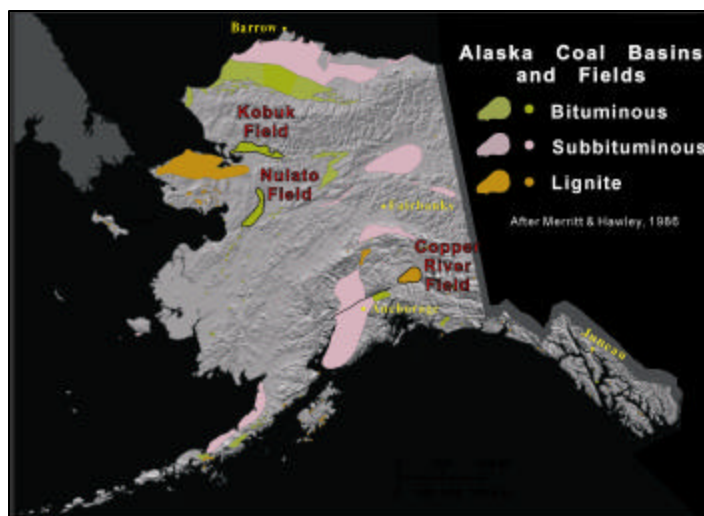 Barrow
Alaska Coal Basins
and Fields
Bituminous
Subbituminous
Lignite
After Merritt & Hawley, 1986
Kobuk
Field
Nulato
Field
Fairbanks
Copper
River
Field
Anchorage
Juneau